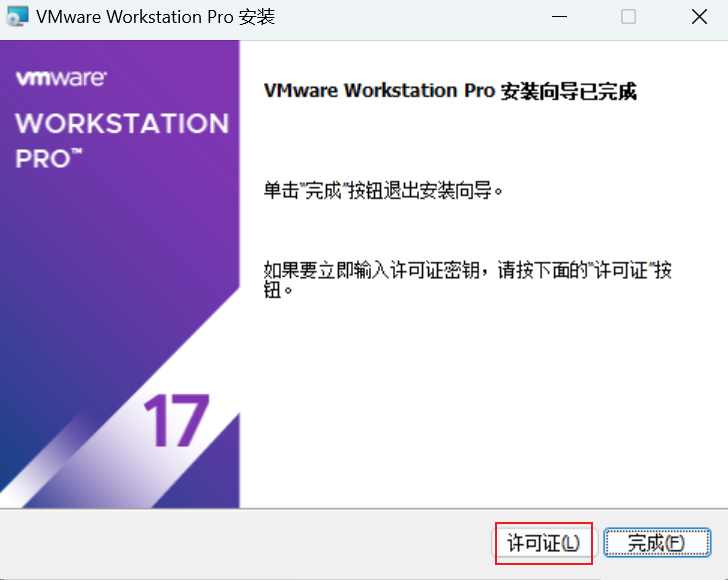 VMware Workstation Pro 安装
vmware®
WORKSTATION
PRO™
17
VMware Workstation Pro 安装向导已完成
单击"完成"按钮退出安装向导。
如果要立即输入许可证密钥，请按下面的"许可证"按
钮。
许可证(L)
完成(F)